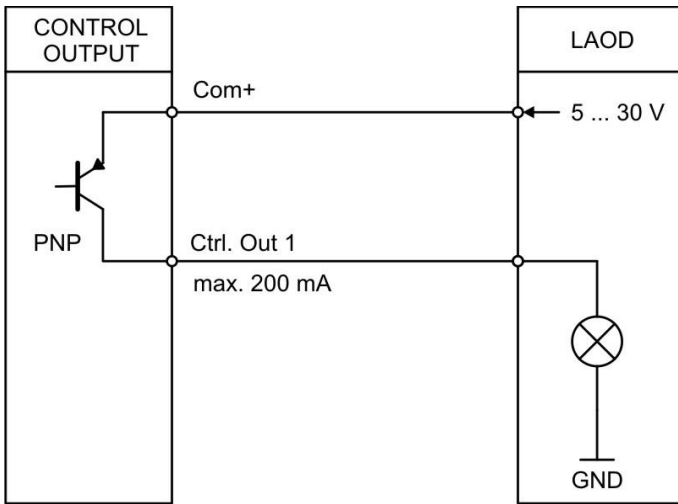 CONTROL
OUTPUT
LAOD
Com+
5 ... 30 V
PNP
Ctrl. Out 1
max. 200 mA
GND